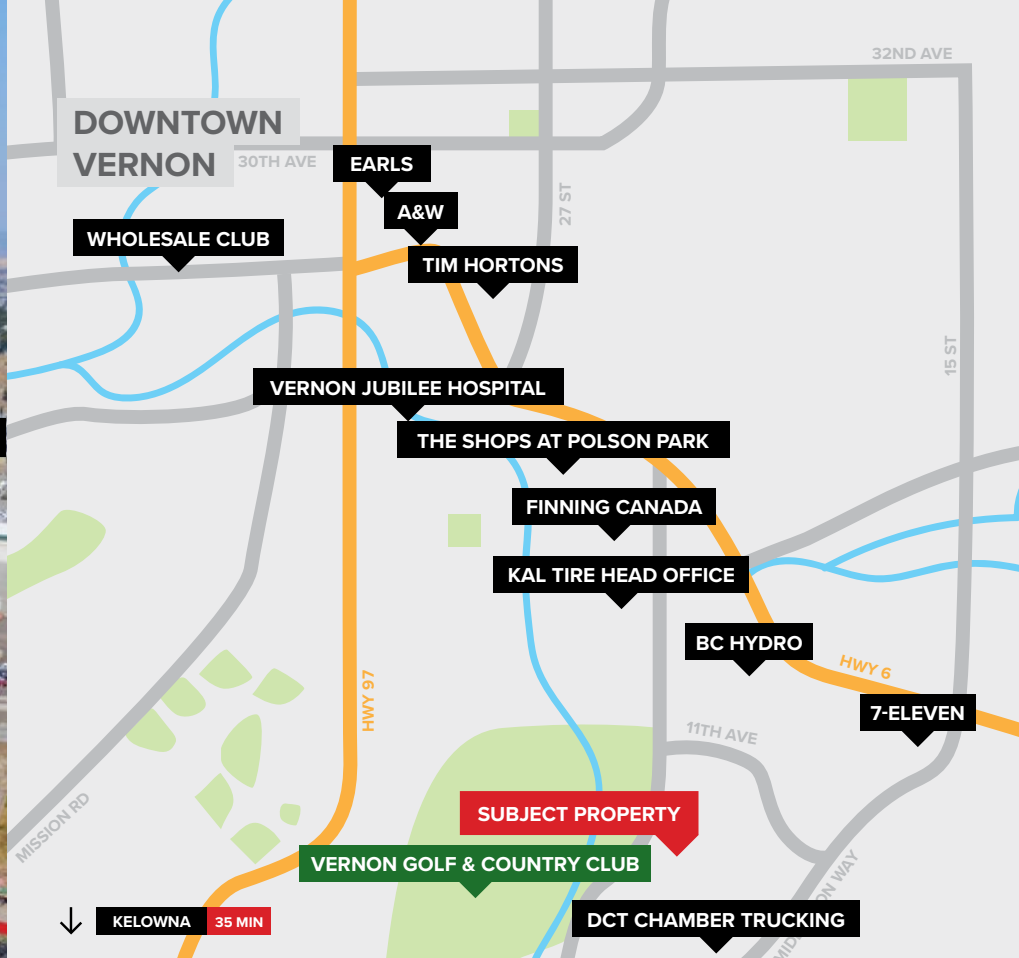 32ND AVE
DOWNTOWN
VERNON
30TH AVE
EARLS
27 ST
A&W
WHOLESALE CLUB
TIM HORTONS
15 ST
VERNON JUBILEE HOSPITAL
THE SHOPS AT POLSON PARK
FINNING CANADA
KAL TIRE HEAD OFFICE
BC HYDRO
HWY 6
HWY 97
7-ELEVEN
11TH AVE
SUBJECT PROPERTY
MISSION RD
VERNON GOLF & COUNTRY CLUB
ON WAY
KELOWNA 35 MIN
DCT CHAMBER TRUCKING